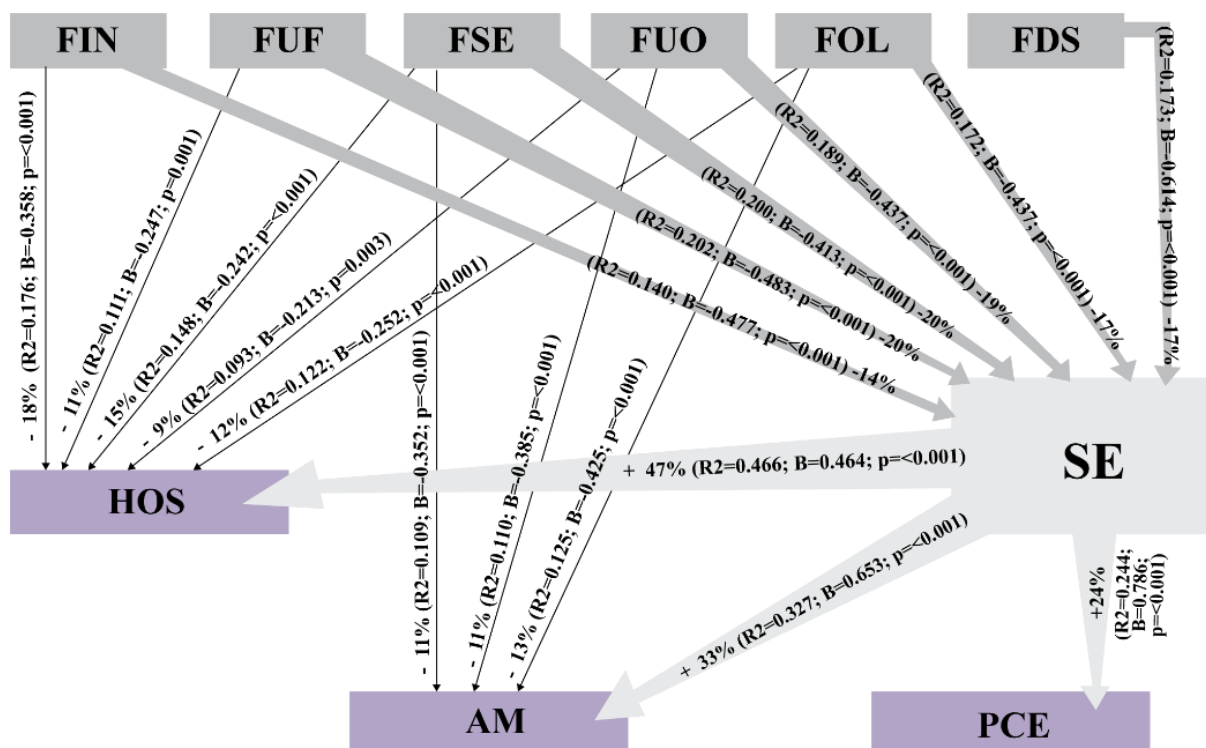 FIN
FUF
FSE
FUO
FOL
FDS
- 18% (R2=0.176; B=-0.358; p=<0.001)
- 11% (R2=0.111; B=-0.247; p=0.001)
- 15% (R2=0.148; B=-0.242; p=<0.001)
- 9% (R2=0.093; B=-0.213; p=0.003)
- 12% (R2=0.122; B=-0.252; p=<0.001)
(R2=0.140; B=-0.477; p=<0.001) -14%
(R2=0.202; B=-0.483; p=<0.001) -20%
(R2=0.200; B=-0.413; p=<0.001) -20%
(R2=0.189; B=-0.437; p=<0.001) -19%
(R2=0.172; B=-0.437; p=<0.001) -17%
(R2=0.173; B=-0.614; p=<0.001) -17%
- 11% (R2=0.109; B=-0.352; p=<0.001)
- 11% (R2=0.110; B=-0.385; p=<0.001)
- 13% (R2=0.125; B=-0.425; p=<0.001)
SE
+ 47% (R2=0.466; B=0.464; p=<0.001)
HOS
+ 33% (R2=0.327; B=0.653; p=<0.001)
+24%
(R2=0.244;
B=0.786;
p=<0.001)
AM
PCE